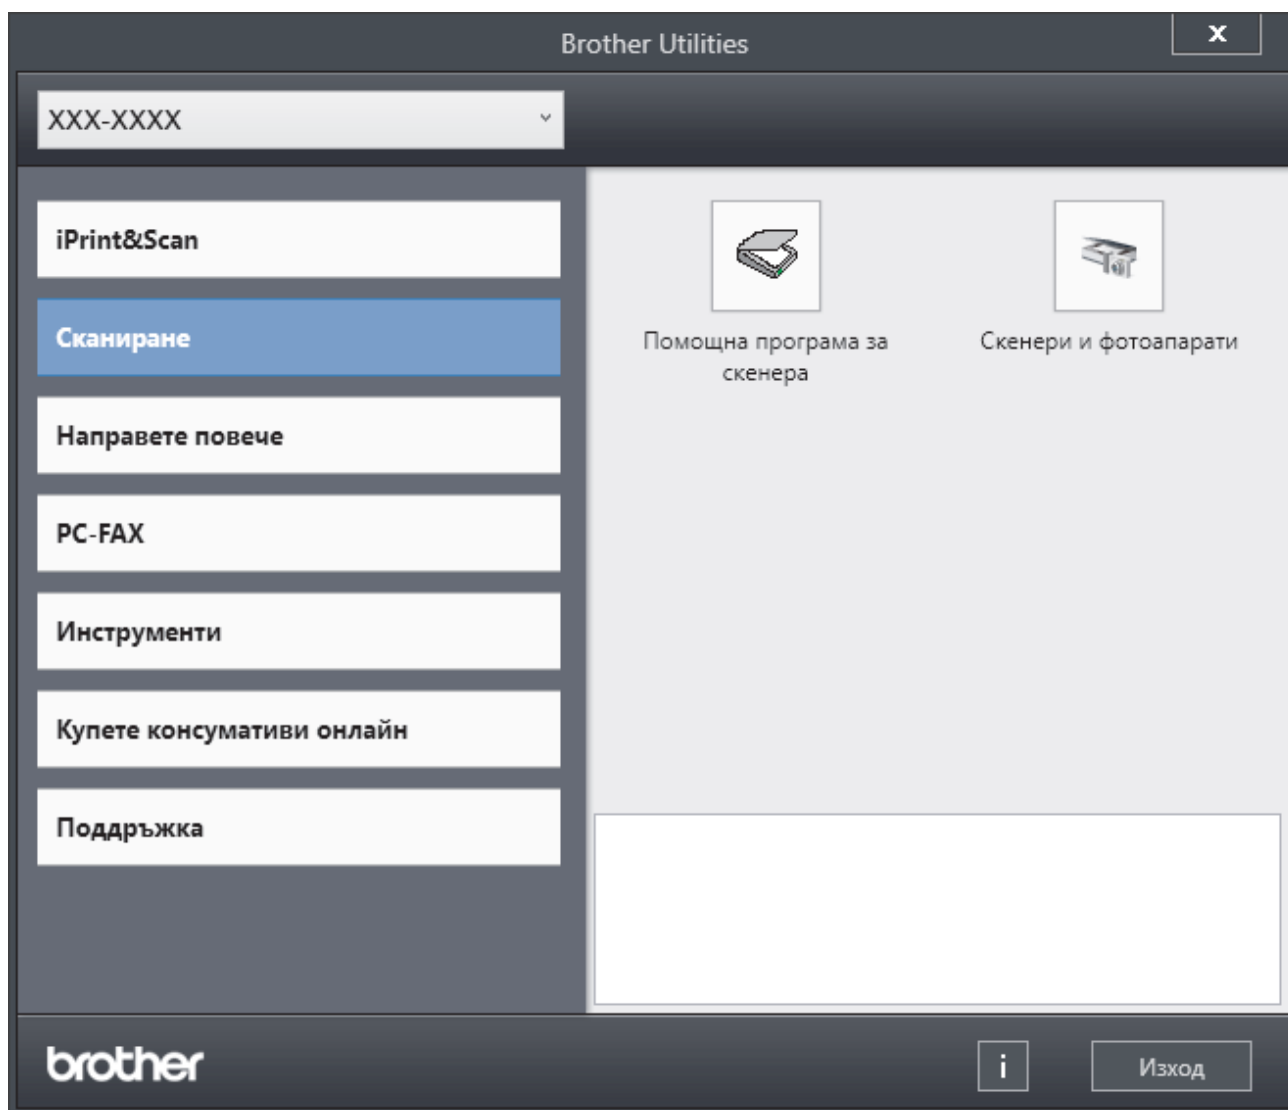 Brother Utilities
x
XXX-XXXX
iPrint&Scan
Сканиране
Направете повече
PC-FAX
Инструменти
Купете консумативи онлайн
Поддръжка
Помощна програма за
скенера
Скенери и фотоапарати
brother
i
Изход